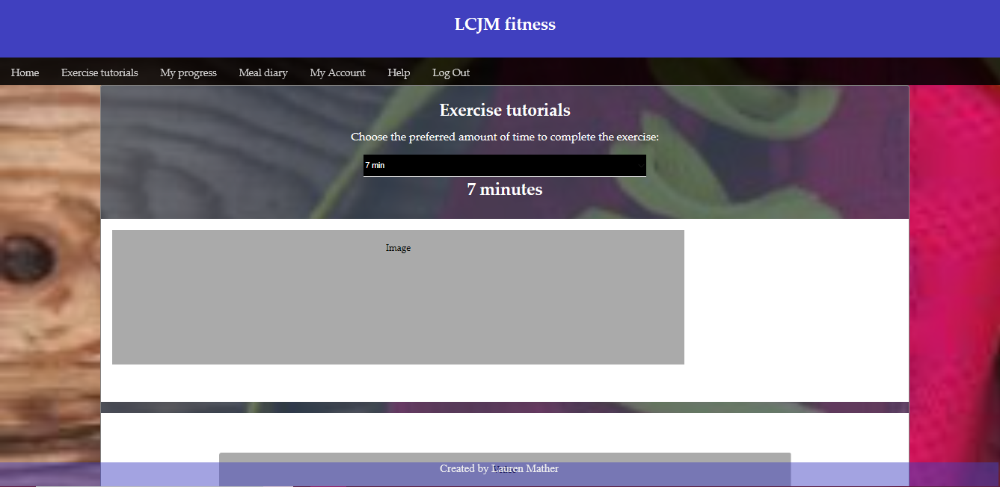 LCJM fitness
Home Exercise tutorials My progress Meal diary My Account Help Log Out
Exercise tutorials
Choose the preferred amount of time to complete the exercise:
7 min
7 minutes
Image
Created by Lauren Mather